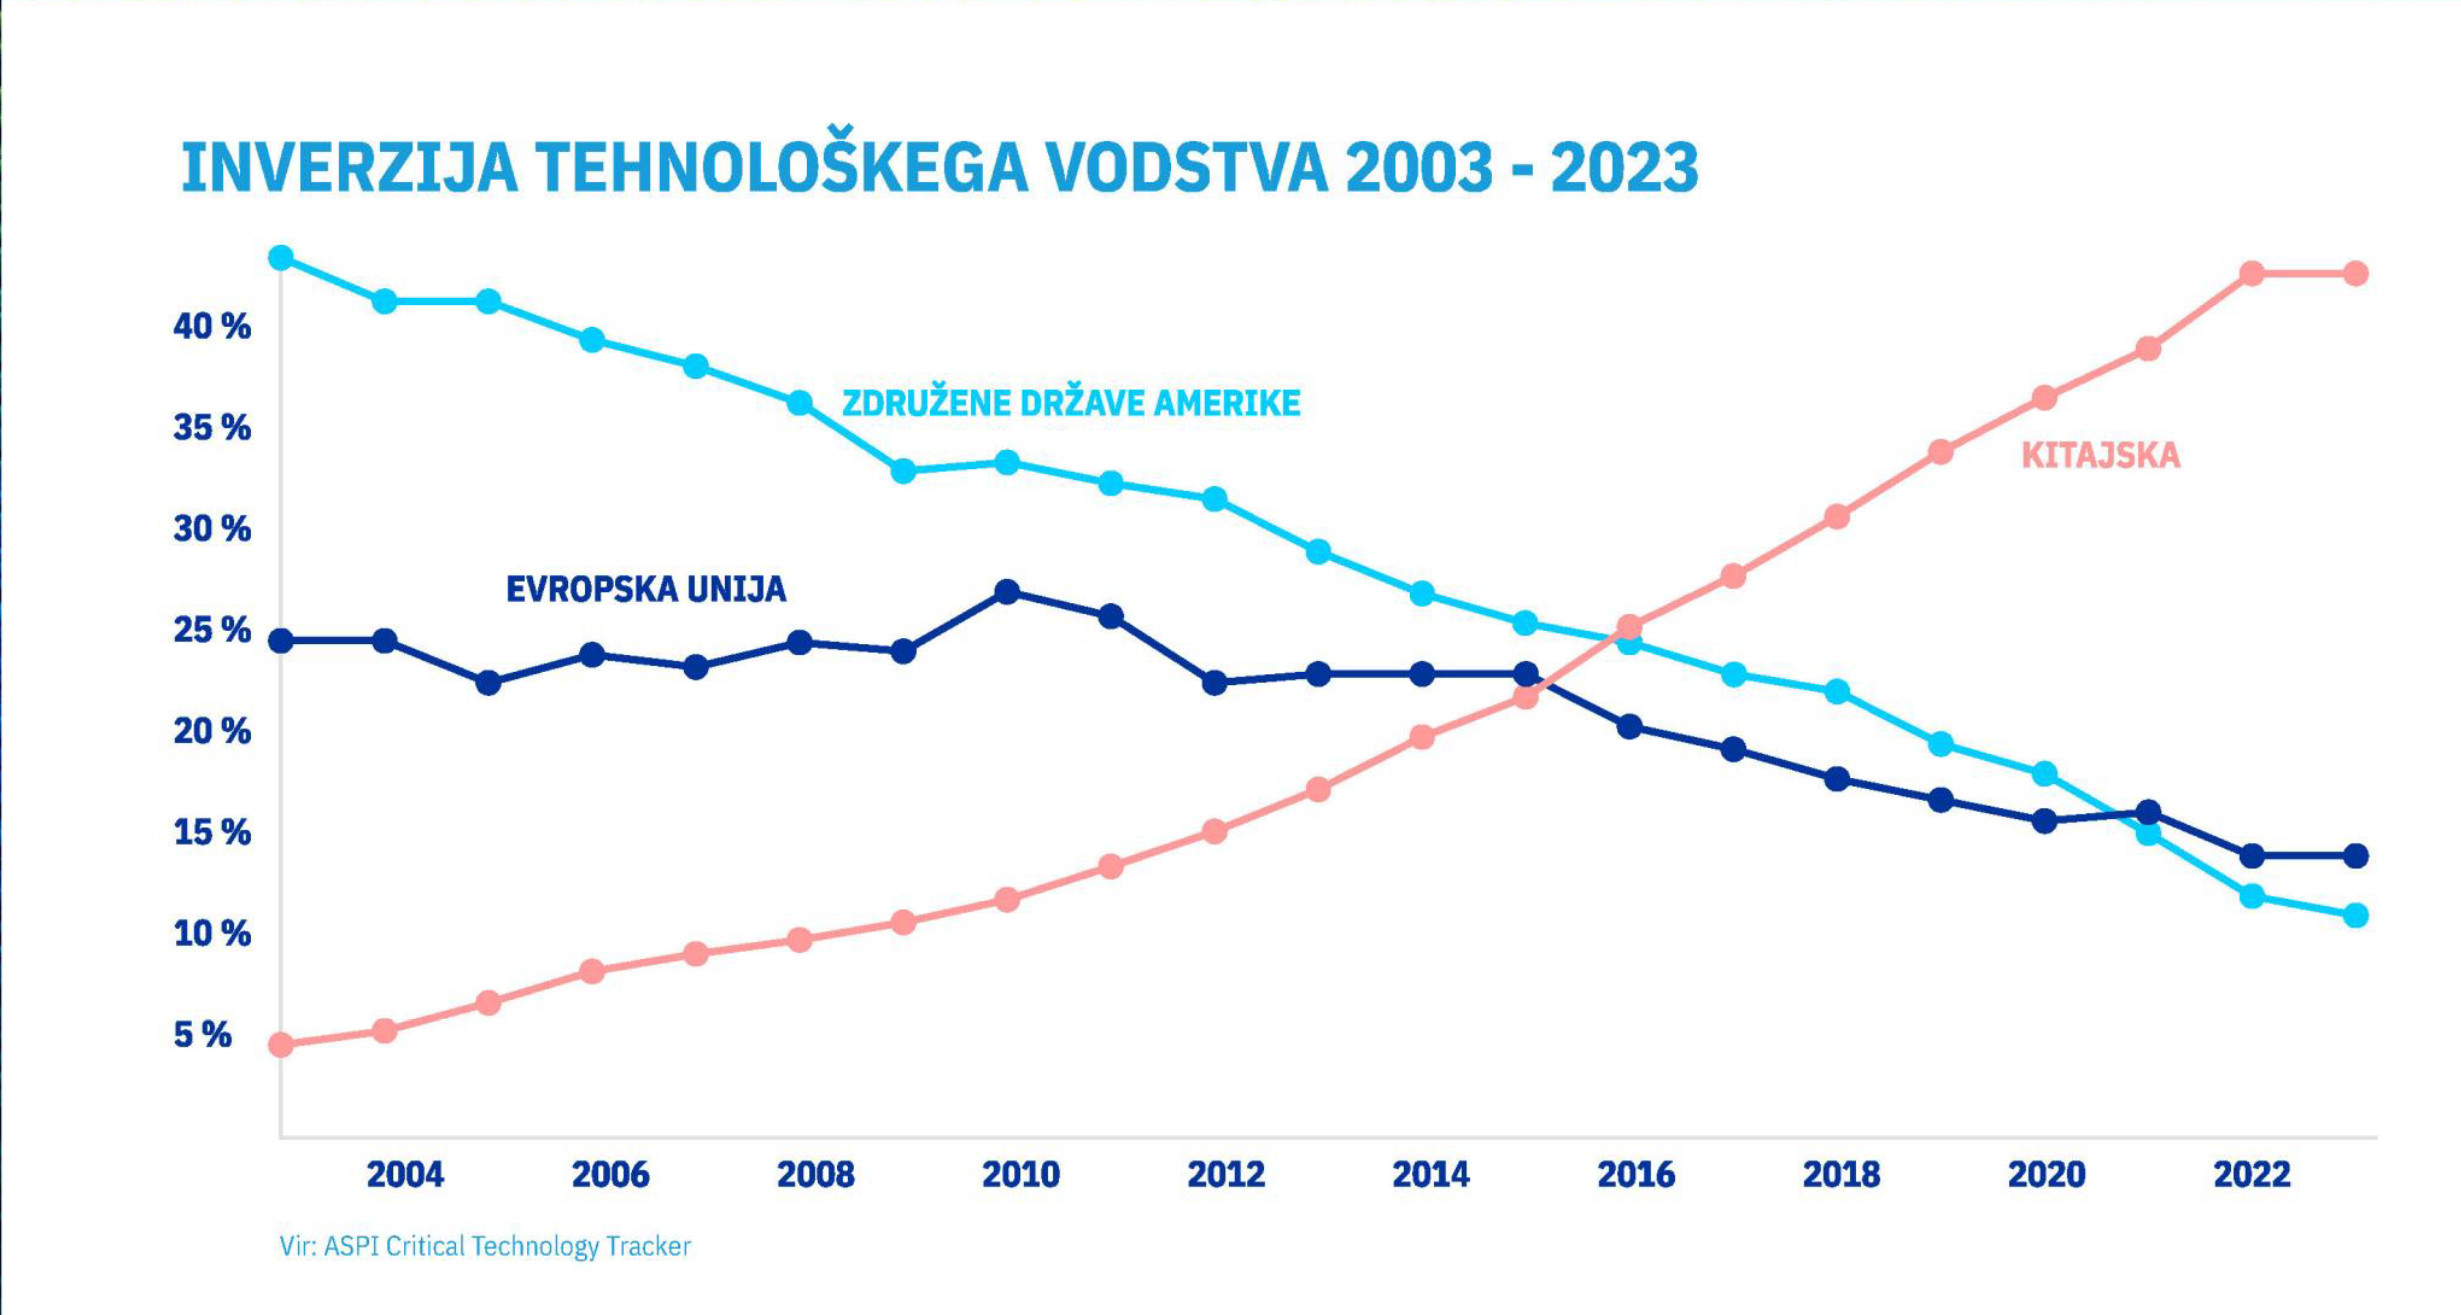 INVERZIJA TEHNOLOŠKEGA VODSTVA 2003 - 2023
40 %
35 %
30 %
25 %
20 %
15 %
10 %
5 %
ZDRUŽENE DRŽAVE AMERIKE
KITAJSKA
EVROPSKA UNIJA
2004 2006 2008 2010 2012 2014 2016 2018 2020 2022
Vir: ASPI Critical Technology Tracker